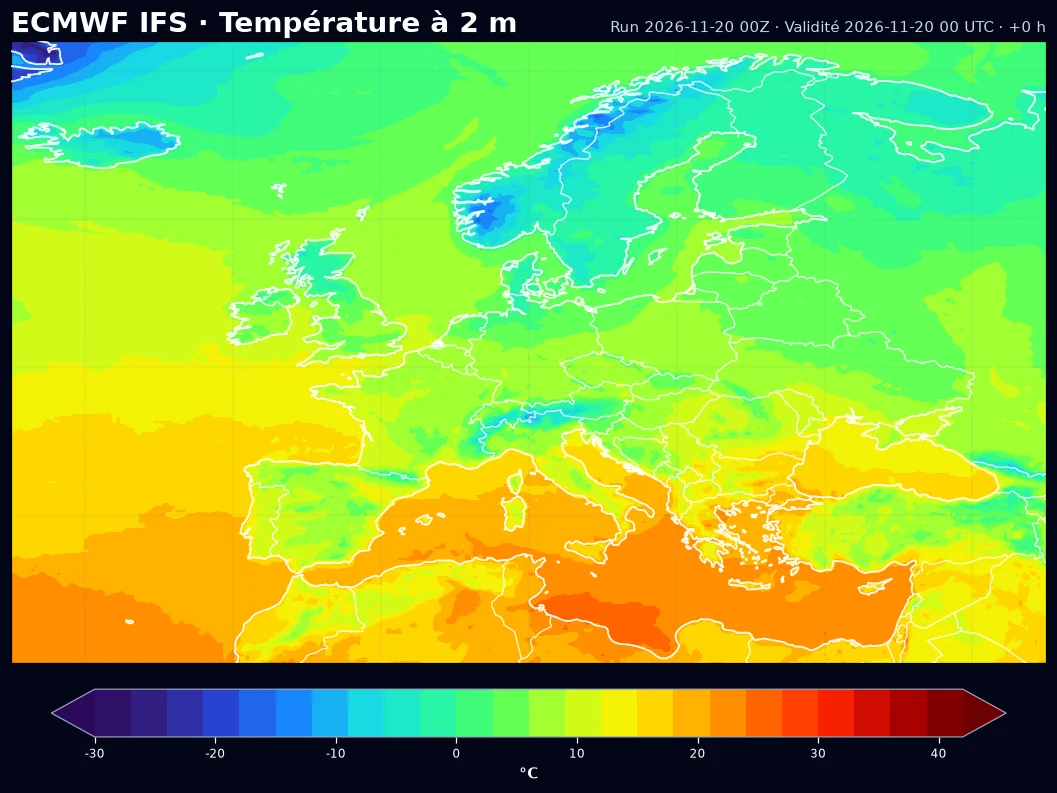 ECMWF IFS · Température à 2 m
Run 2026-11-20 00Z · Validité 2026-11-20 00 UTC · +0 h
-30 -20 -10 0 10 20 30 40
°C